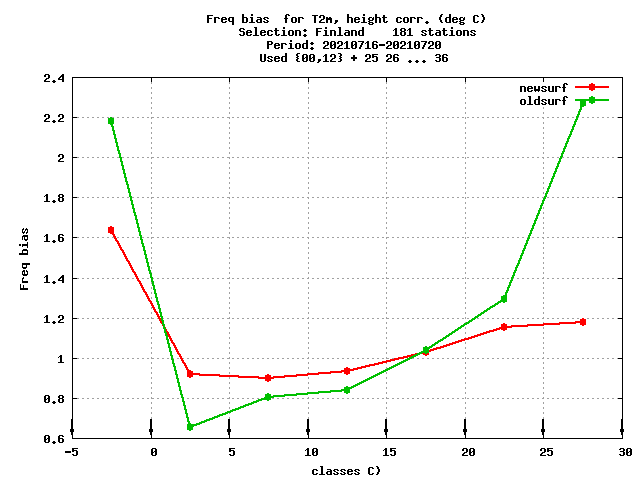 Freq bias  for T2m, height corr. (deg C)
Selection: Finland    181 stations
Period: 20210716-20210720
Used {00,12} + 25 26 ... 36
newsurf
oldsurf
2.4
2.2
2
1.8
1.6
1.4
1.2
1
0.8
0.6
Freq bias
-5 0 5 10 15 20 25 30
classes C)